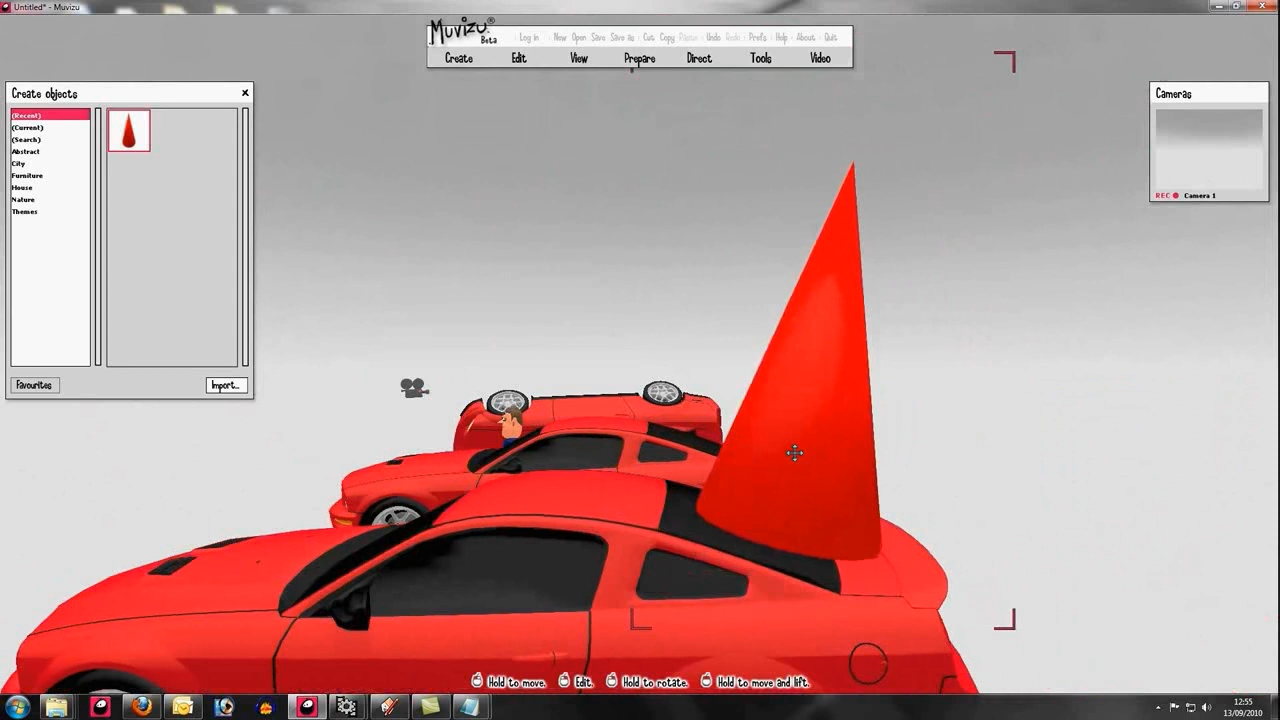 Untitled* - Muvizu
Muvizu®
Beta
Log in New Open Save Save as Cut Copy Paste Undo Redo Prefs Help About Quit
Create Edit View Prepare Direct Tools Video
Create objects
(Recent)
(Current)
(Search)
Abstract
City
Furniture
House
Nature
Themes
Favourites
Import...
Cameras
REC Camera 1
Hold to move. Edit. Hold to rotate. Hold to move and lift.
12:55
13/09/2010